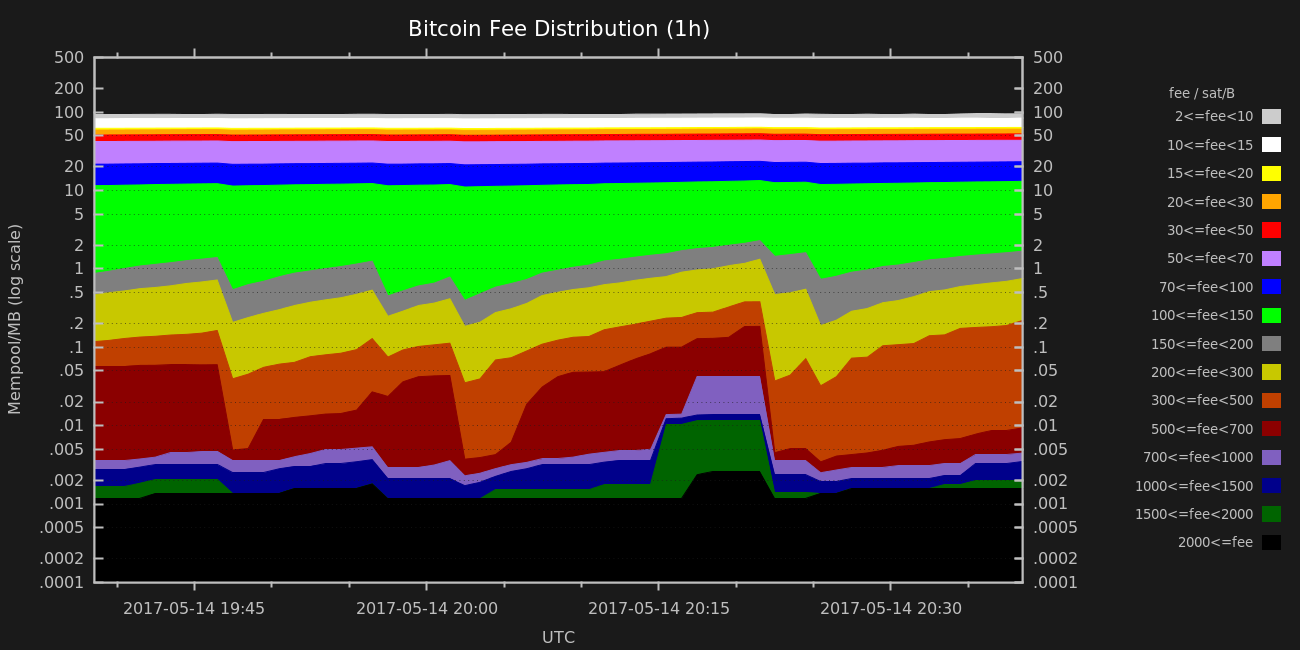 Bitcoin Fee Distribution (1h)
Mempool/MB (log scale)
500
200
100
50
20
10
5
2
1
.5
.2
.1
.05
.02
.01
.005
.002
.001
.0005
.0002
.0001
500
200
100
50
20
10
5
2
1
.5
.2
.1
.05
.02
.01
.005
.002
.001
.0005
.0002
.0001
2017-05-14 19:45
2017-05-14 20:00
2017-05-14 20:15
2017-05-14 20:30
UTC
fee / sat/B
2<=fee<10
10<=fee<15
15<=fee<20
20<=fee<30
30<=fee<50
50<=fee<70
70<=fee<100
100<=fee<150
150<=fee<200
200<=fee<300
300<=fee<500
500<=fee<700
700<=fee<1000
1000<=fee<1500
1500<=fee<2000
2000<=fee